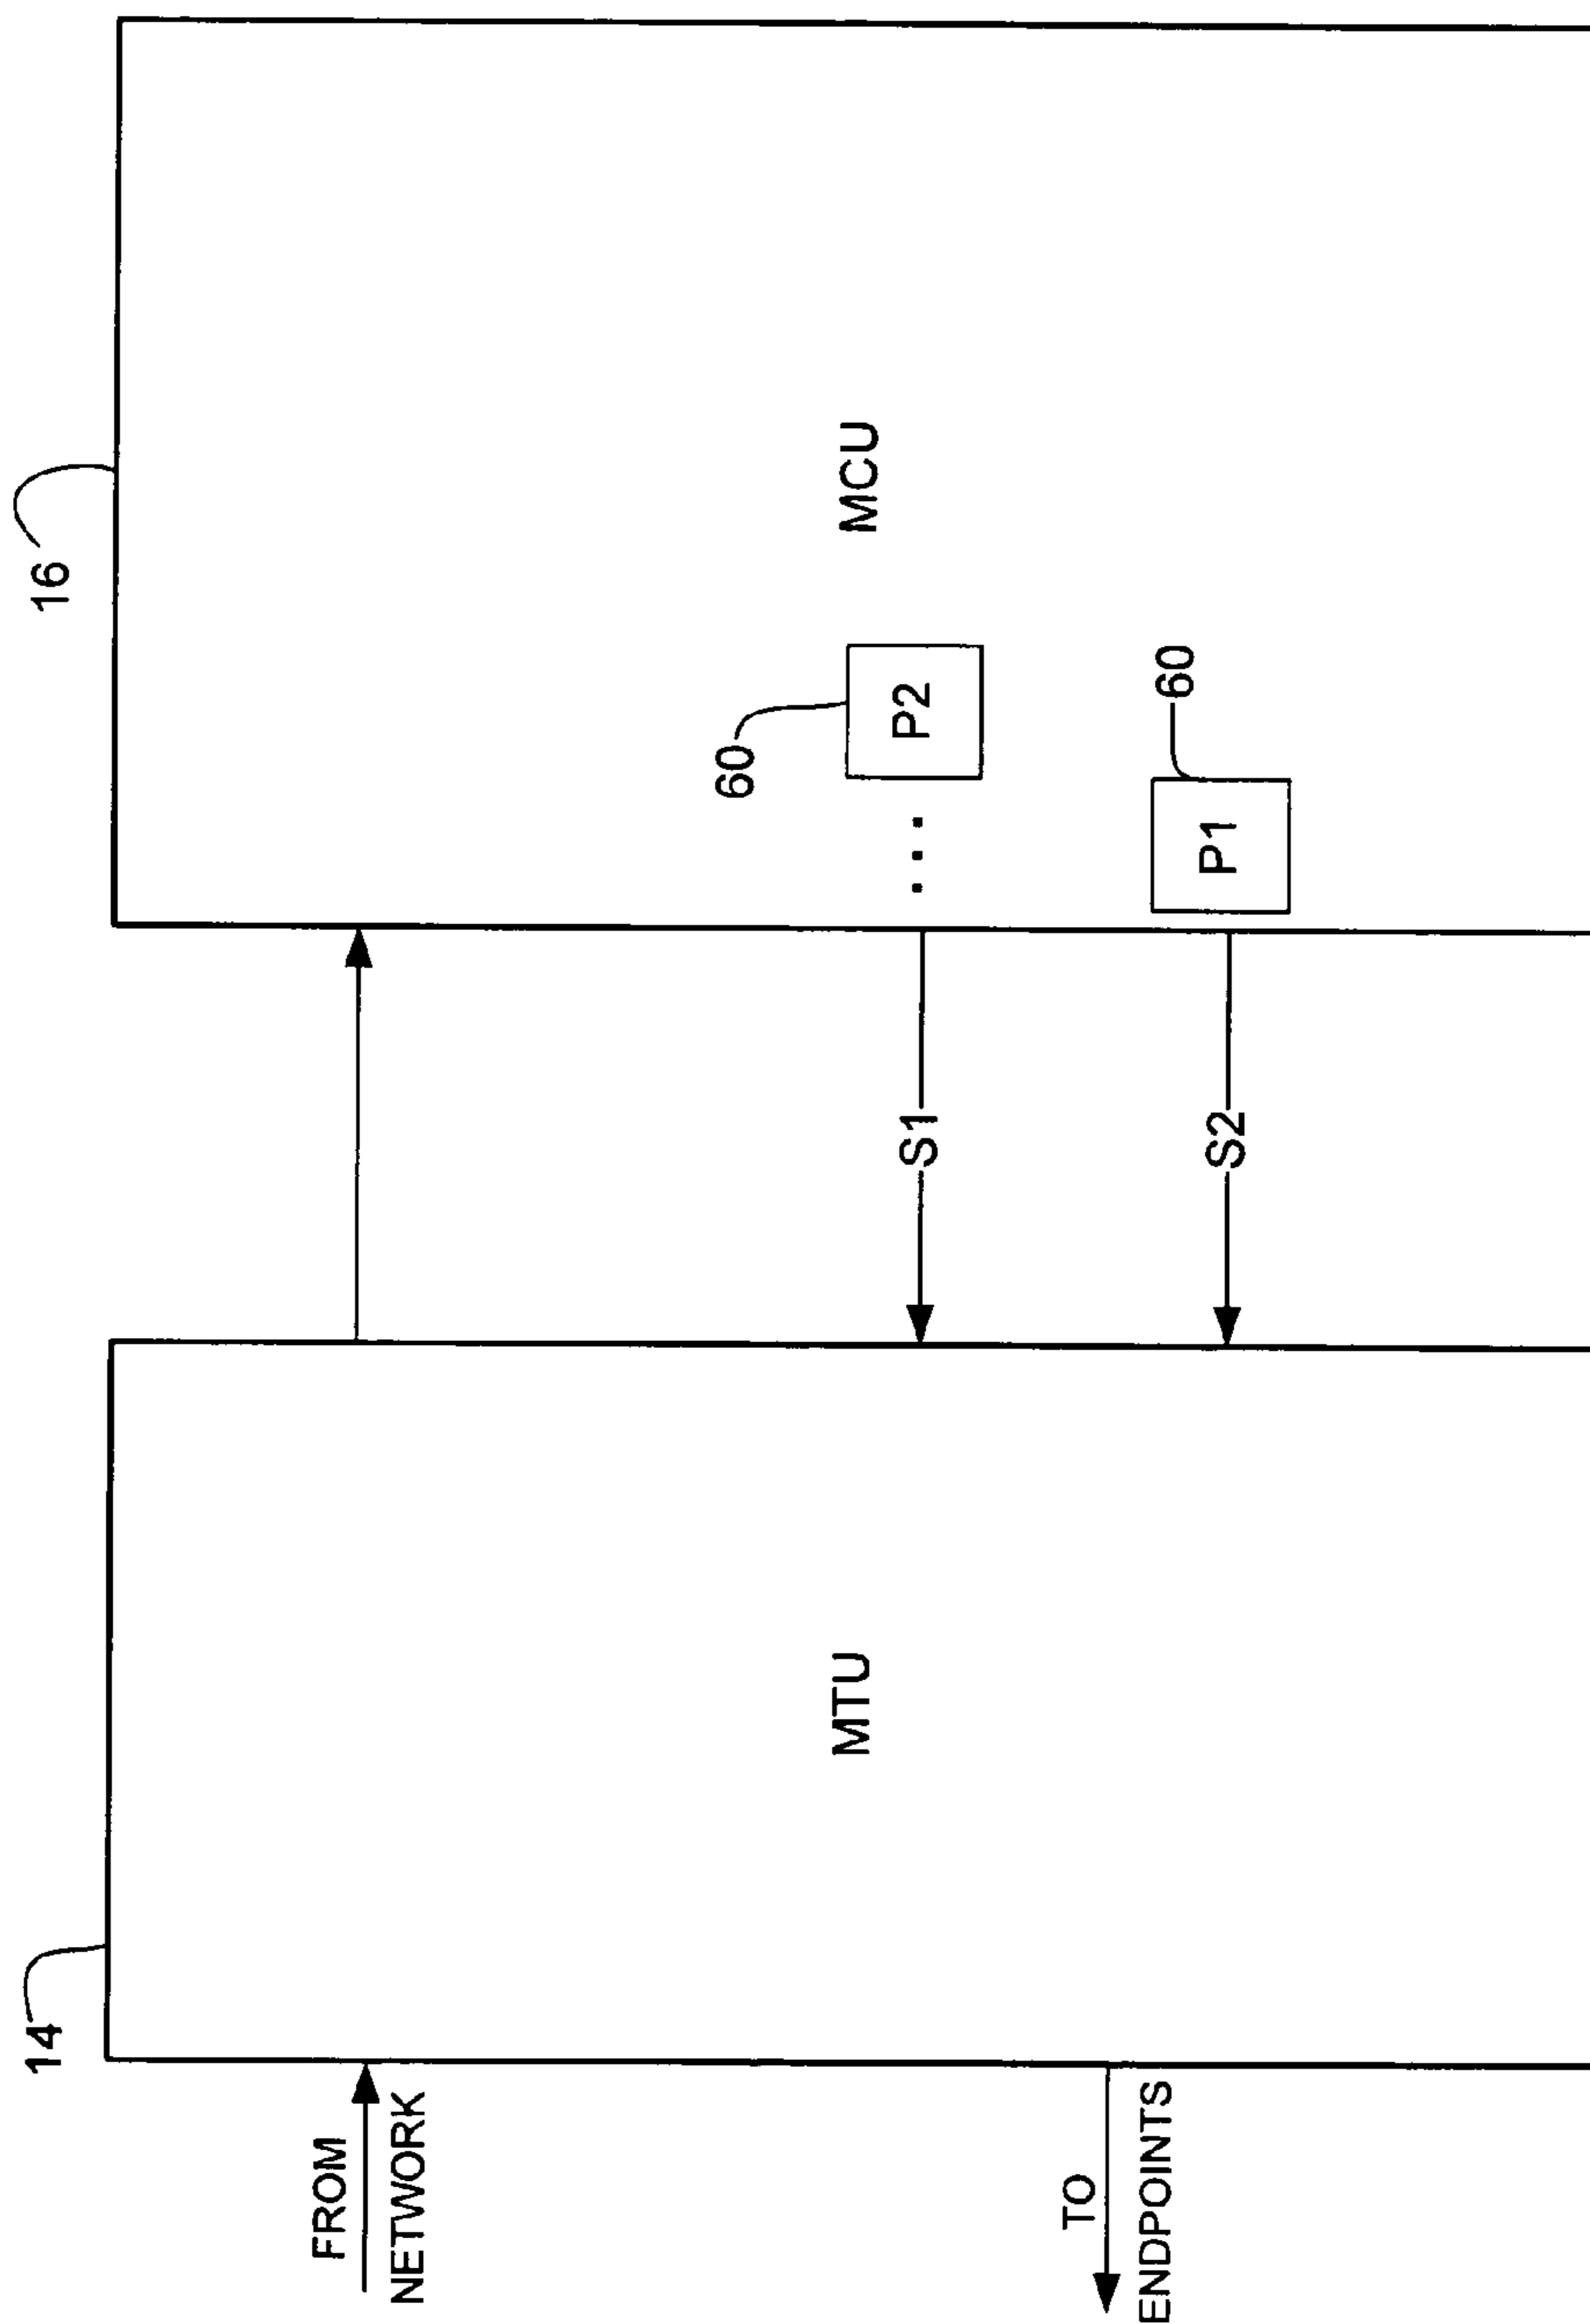 14
16
FROM
NETWORK
MTU
MCU
60
P2
...
S1
60
S2
P1
TO
ENDPOINTS